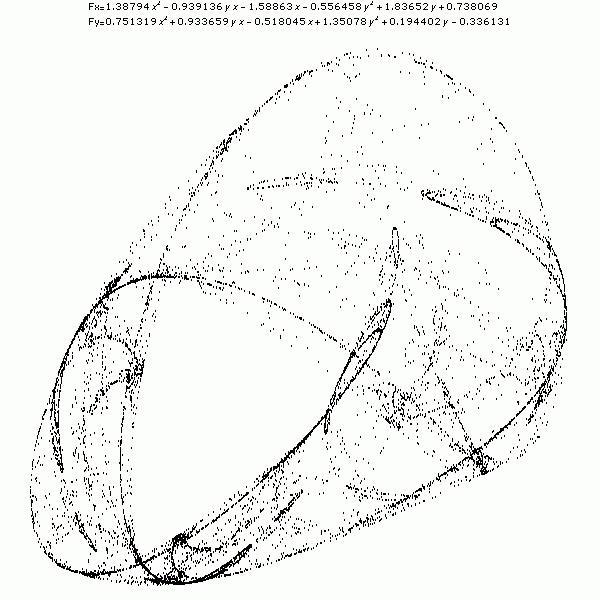 Fx=1.38794 x² - 0.939136 y x - 1.58863 x - 0.556458 y² + 1.83652 y + 0.738069
Fy=0.751319 x² + 0.933659 y x - 0.518045 x + 1.35078 y² + 0.194402 y - 0.336131